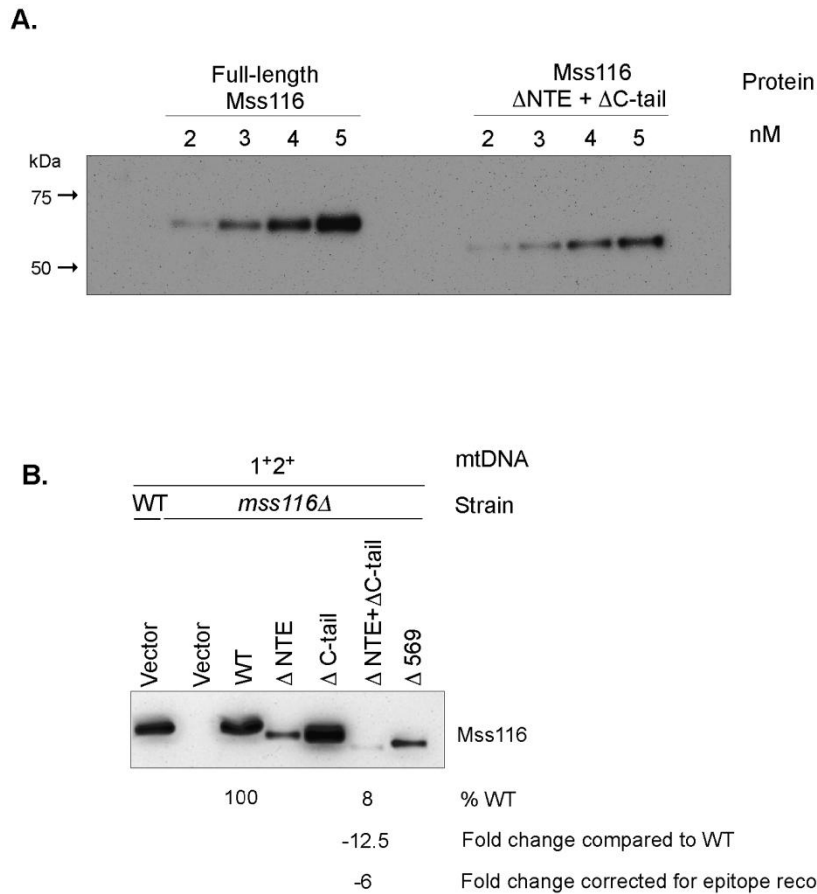 A.
Full-length
Mss116
Mss116
ΔNTE + ΔC-tail
Protein
2 3 4 5 2 3 4 5 nM
kDa
75 →
50 →
B.
1⁺2⁺ mtDNA
WT mss116Δ Strain
Vector
Vector
WT
Δ NTE
Δ C-tail
Δ NTE+ΔC-tail
Δ 569
Mss116
100 8 % WT
-12.5 Fold change compared to WT
-6 Fold change corrected for epitope reco